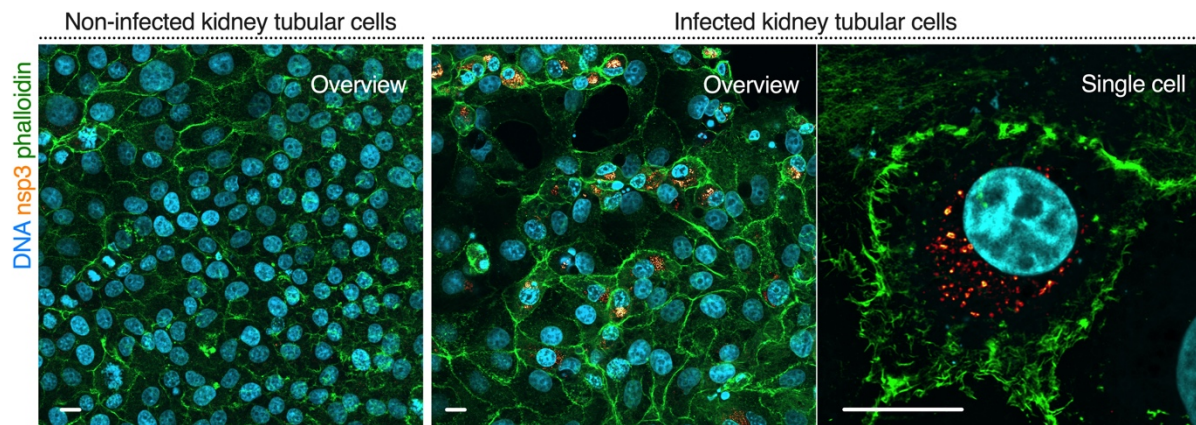 Non-infected kidney tubular cells
Infected kidney tubular cells
DNA nsp3 phalloidin
Overview
Overview
Single cell